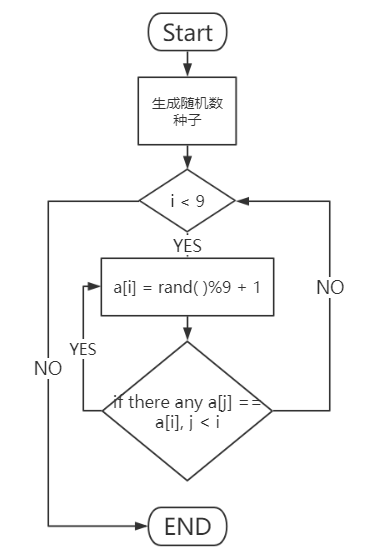 Start
生成随机数
种子
i < 9
YES
a[i] = rand( )%9 + 1
NO
YES
NO
if there any a[j] ==
a[i], j < i
END